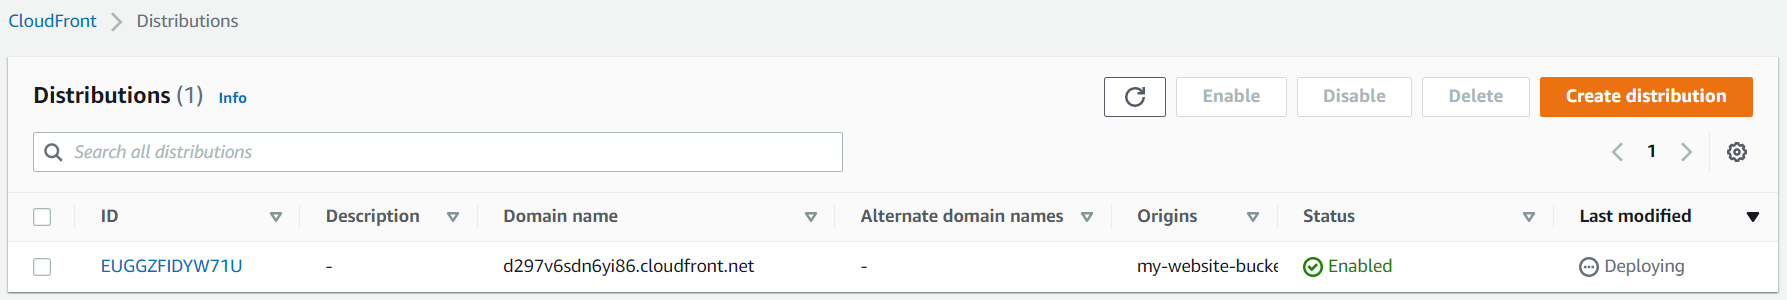 CloudFront > Distributions
Distributions (1) Info
Enable Disable Delete Create distribution
Search all distributions
1
ID Description Domain name Alternate domain names Origins Status Last modified
EUGGZFIDYW71U - d297v6sdn6yi86.cloudfront.net - my-website-bucke Enabled Deploying